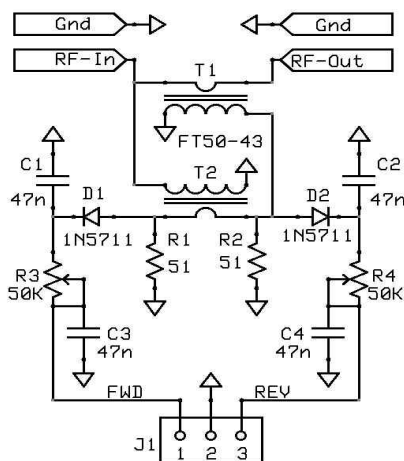 Gnd Gnd
RF-In T1 RF-Out
FT50-43
C1 T2 C2
47n D1 D2 47n
1N5711 1N5711
R3 R1 R2 R4
50K 51 51 50K
C3 C4
47n 47n
FWD REV
J1 1 2 3